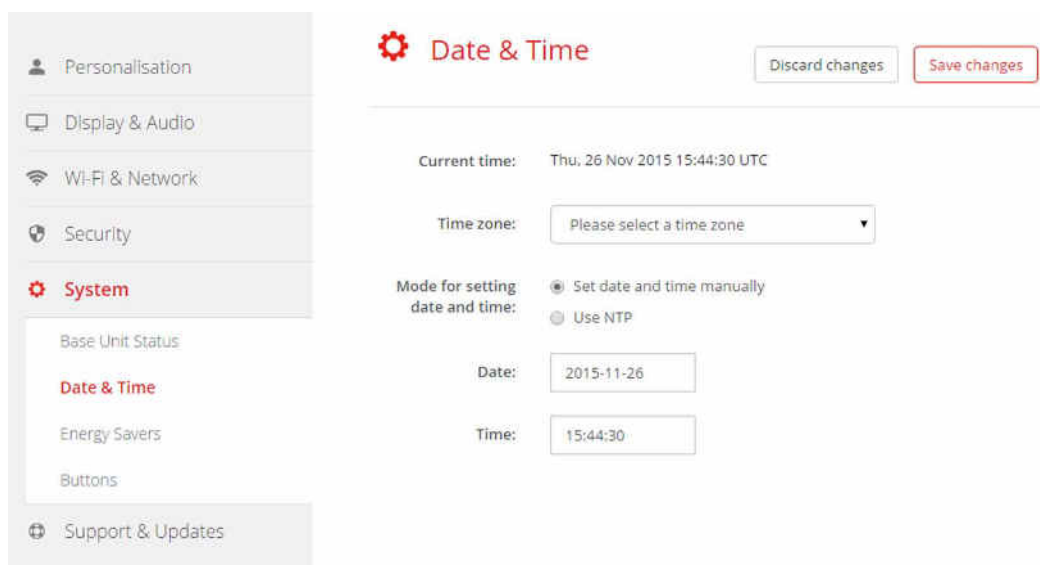 Personalisation
Display & Audio
Wi-Fi & Network
Security
System
Base Unit Status
Date & Time
Energy Savers
Buttons
Support & Updates
Date & Time
Discard changes
Save changes
Current time: Thu, 26 Nov 2015 15:44:30 UTC
Time zone: Please select a time zone
Mode for setting
date and time:
Set date and time manually
Use NTP
Date: 2015-11-26
Time: 15:44:30